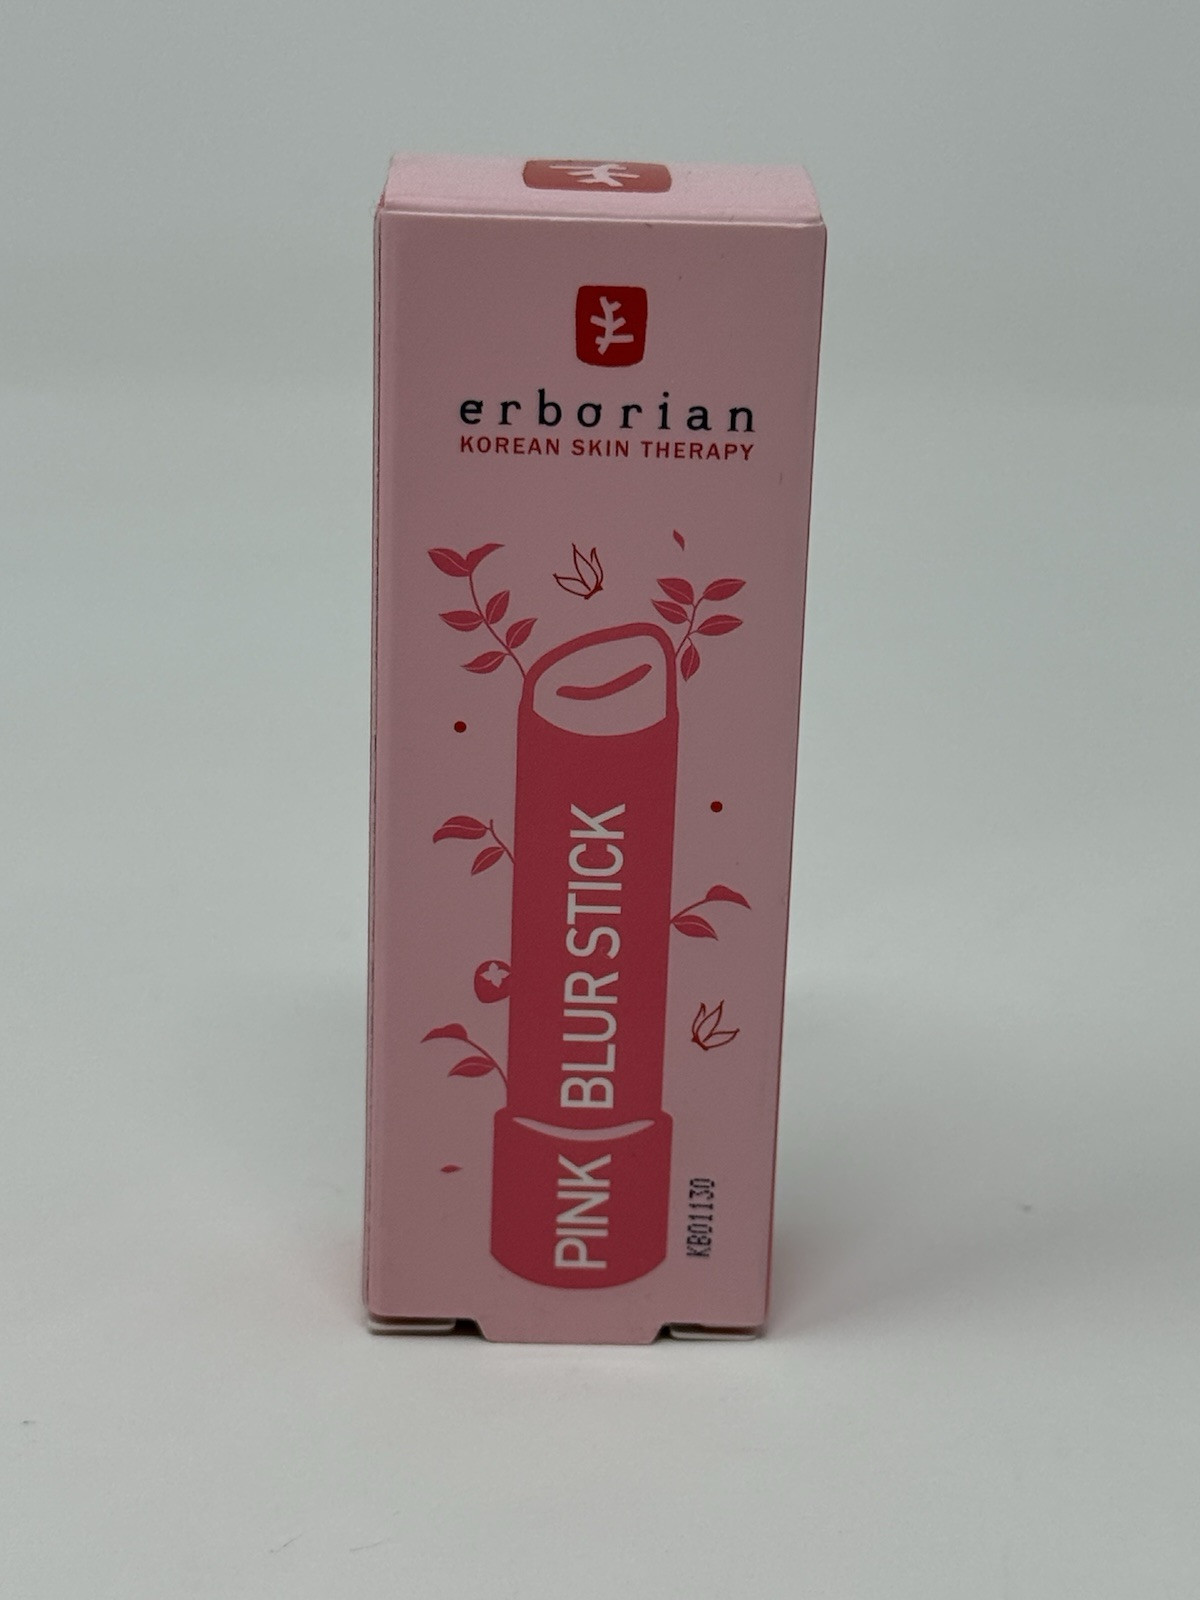 erborian
KOREAN SKIN THERAPY
PINK BLUR STICK
KB01130